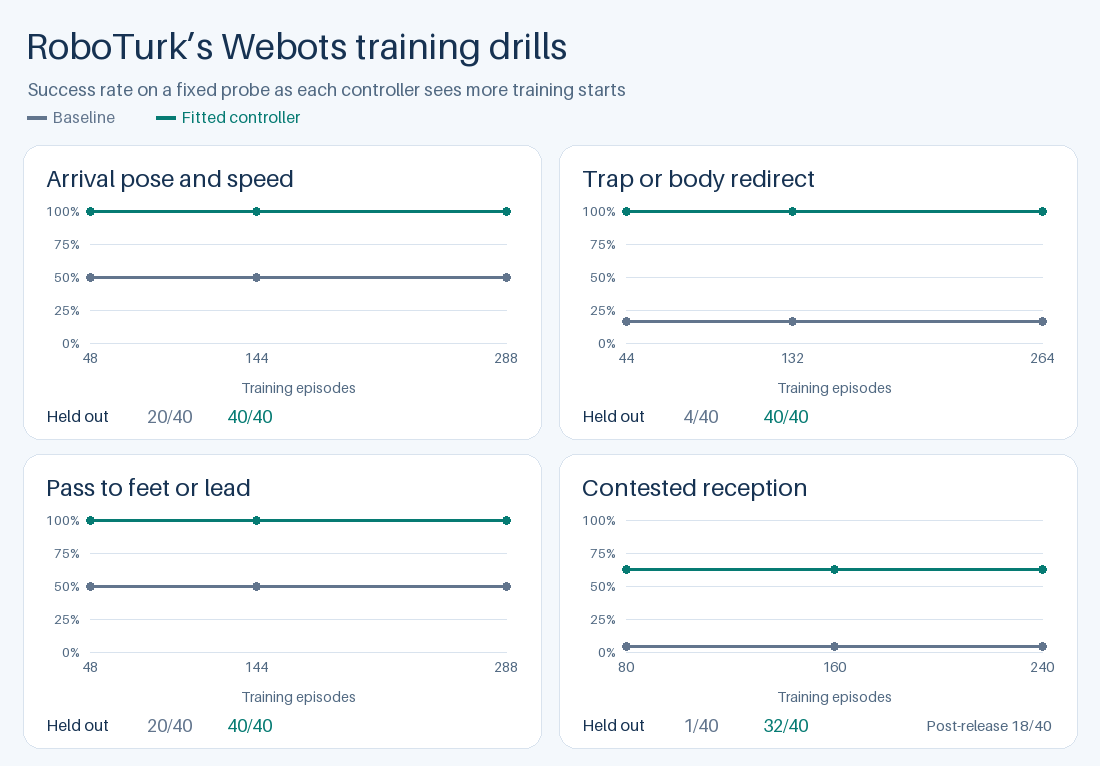 RoboTurk’s Webots training drills
Success rate on a fixed probe as each controller sees more training starts
Baseline Fitted controller
Arrival pose and speed
100%
75%
50%
25%
0%
48 144 288
Training episodes
Held out 20/40 40/40
Trap or body redirect
100%
75%
50%
25%
0%
44 132 264
Training episodes
Held out 4/40 40/40
Pass to feet or lead
100%
75%
50%
25%
0%
48 144 288
Training episodes
Held out 20/40 40/40
Contested reception
100%
75%
50%
25%
0%
80 160 240
Training episodes
Held out 1/40 32/40 Post-release 18/40